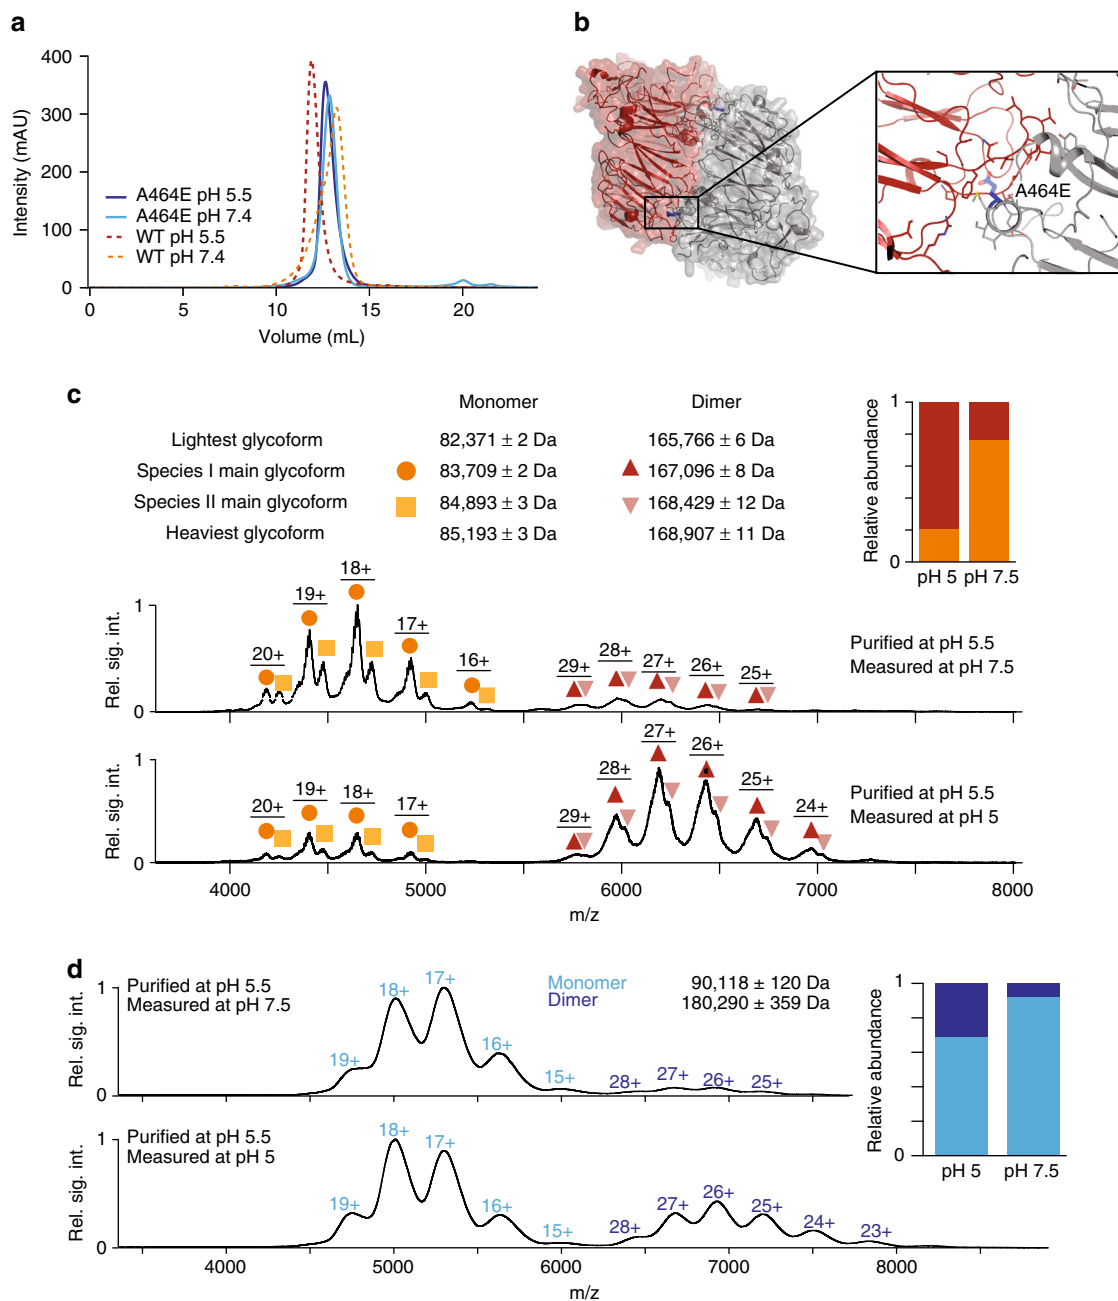 a
400
300
200
100
0
Intensity (mAU)
A464E pH 5.5
A464E pH 7.4
WT pH 5.5
WT pH 7.4
0 5 10 15 20
Volume (mL)
b
A464E
c
Monomer Dimer
Lightest glycoform 82,371 ± 2 Da 165,766 ± 6 Da
Species I main glycoform 83,709 ± 2 Da 167,096 ± 8 Da
Species II main glycoform 84,893 ± 3 Da 168,429 ± 12 Da
Heaviest glycoform 85,193 ± 3 Da 168,907 ± 11 Da
Relative abundance
1
0
pH 5 pH 7.5
Rel. sig. int.
1
0
20+ 19+ 18+ 17+ 16+ 29+ 28+ 27+ 26+ 25+
Purified at pH 5.5
Measured at pH 7.5
Rel. sig. int.
1
0
20+ 19+ 18+ 17+ 29+ 28+ 27+ 26+ 25+ 24+
Purified at pH 5.5
Measured at pH 5
4000 5000 6000 7000 8000
m/z
d
Purified at pH 5.5
Measured at pH 7.5
Rel. sig. int.
1
0
19+ 18+ 17+ 16+ 15+ 28+ 27+ 26+ 25+
Monomer 90,118 ± 120 Da
Dimer 180,290 ± 359 Da
Relative abundance
1
0
pH 5 pH 7.5
Purified at pH 5.5
Measured at pH 5
Rel. sig. int.
1
0
19+ 18+ 17+ 16+ 15+ 28+ 27+ 26+ 25+ 24+ 23+
4000 5000 6000 7000 8000
m/z